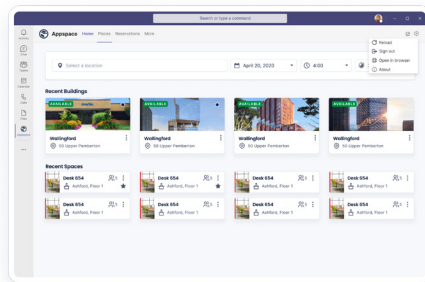 Search or type a command
Appspace Home Places Reservations More
Reload
Sign out
Open in browser
About
Select a location
April 20, 2020
4:00
Recent Buildings
AVAILABLE AVAILABLE AVAILABLE AVAILABLE
Wallingford Wallingford Wallingford Wallingford
50 Upper Pemberton 50 Upper Pemberton 50 Upper Pemberton 50 Upper Pemberton
Recent Spaces
Desk 654 Desk 654 Desk 654 Desk 654
Ashford, Floor 1 Ashford, Floor 1 Ashford, Floor 1 Ashford, Floor 1
Desk 654 Desk 654 Desk 654 Desk 654
Ashford, Floor 1 Ashford, Floor 1 Ashford, Floor 1 Ashford, Floor 1